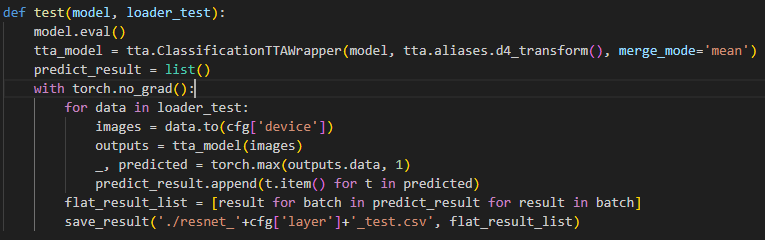 def test(model, loader_test):
    model.eval()
    tta_model = tta.ClassificationTTAWrapper(model, tta.aliases.d4_transform(), merge_mode='mean')
    predict_result = list()
    with torch.no_grad():
        for data in loader_test:
            images = data.to(cfg['device'])
            outputs = tta_model(images)
            _, predicted = torch.max(outputs.data, 1)
            predict_result.append(t.item() for t in predicted)
        flat_result_list = [result for batch in predict_result for result in batch]
        save_result('./resnet_'+cfg['layer']+'_test.csv', flat_result_list)